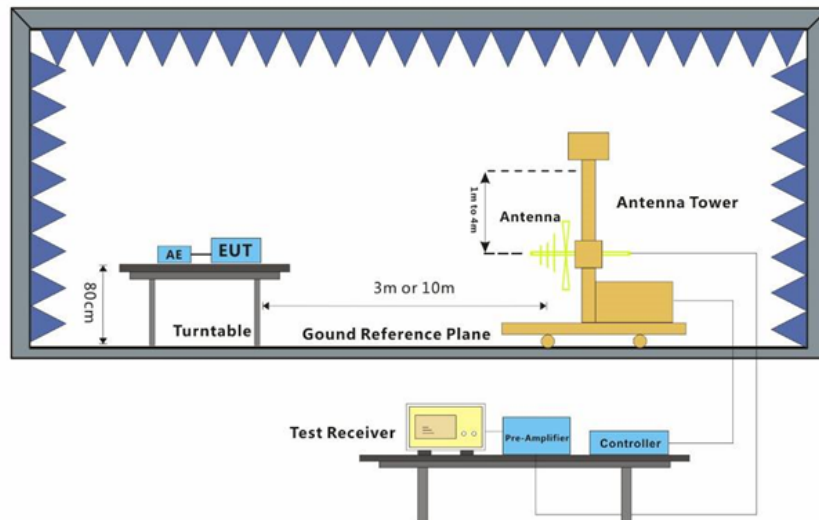 1m to 4m
Antenna
Antenna Tower
AE
EUT
80cm
3m or 10m
Turntable
Gound Reference Plane
Test Receiver
Pre-Amplifier
Controller